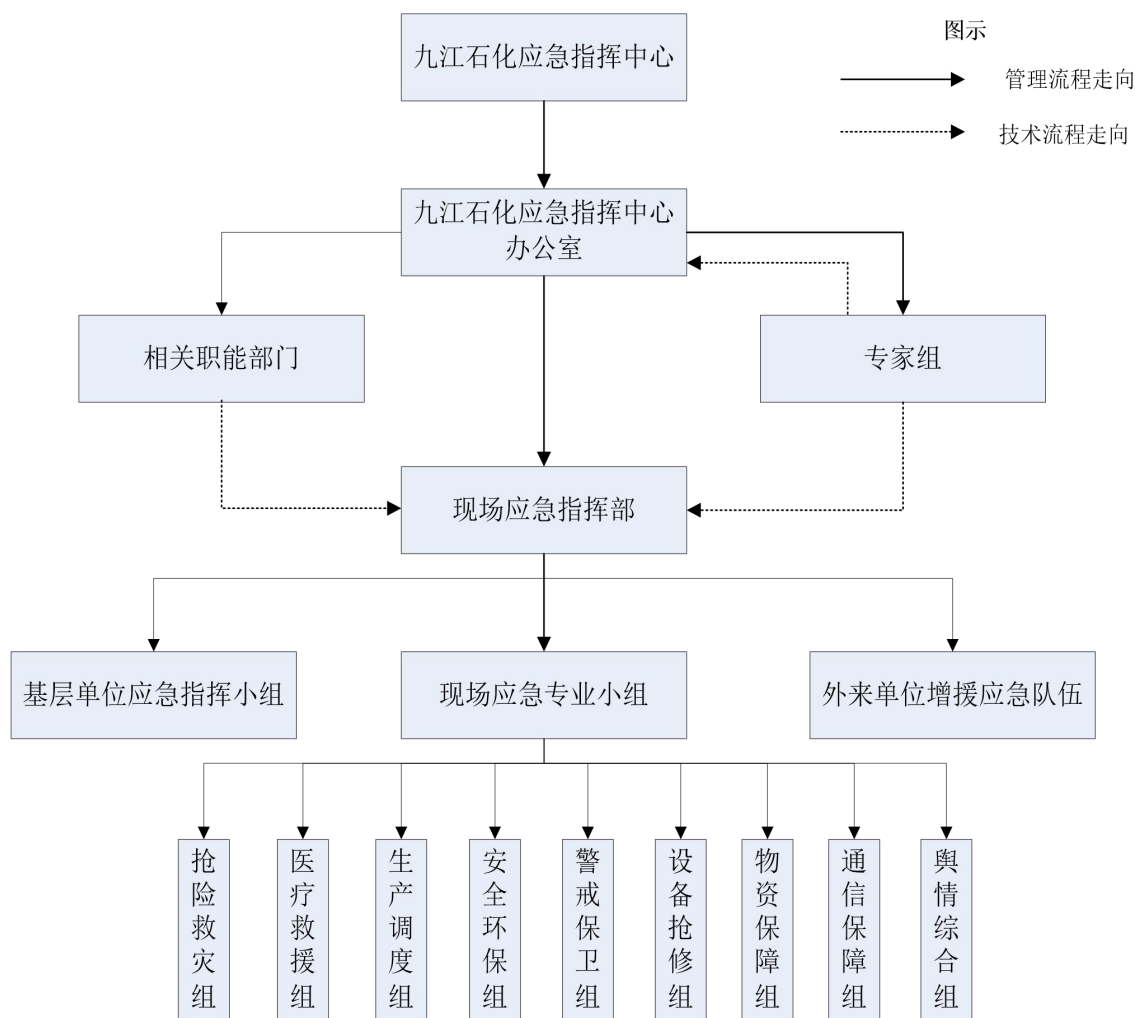 九江石化应急指挥中心
图示
管理流程走向
技术流程走向
九江石化应急指挥中心
办公室
相关职能部门
专家组
现场应急指挥部
基层单位应急指挥小组
现场应急专业小组
外来单位增援应急队伍
抢险救灾组
医疗救援组
生产调度组
安全环保组
警戒保卫组
设备抢修组
物资保障组
通信保障组
舆情综合组